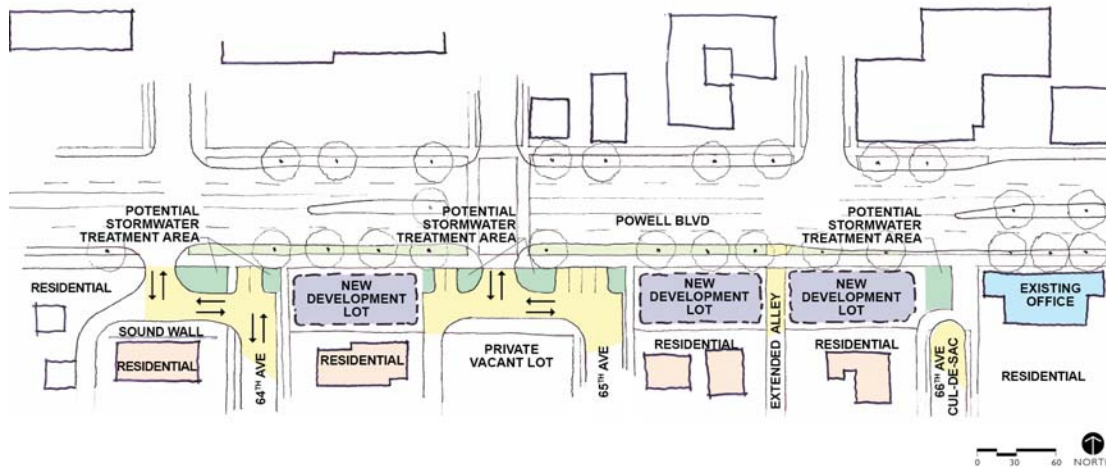 POTENTIAL
STORMWATER
TREATMENT AREA
POTENTIAL
STORMWATER
TREATMENT AREA
POWELL BLVD
POTENTIAL
STORMWATER
TREATMENT AREA
RESIDENTIAL
NEW
DEVELOPMENT
LOT
NEW
DEVELOPMENT
LOT
NEW
DEVELOPMENT
LOT
EXISTING
OFFICE
SOUND WALL
RESIDENTIAL
64TH AVE
RESIDENTIAL
PRIVATE
VACANT LOT
65TH AVE
RESIDENTIAL
EXTENDED ALLEY
RESIDENTIAL
66TH AVE
CUL-DE-SAC
RESIDENTIAL
0 30 60
NORTH